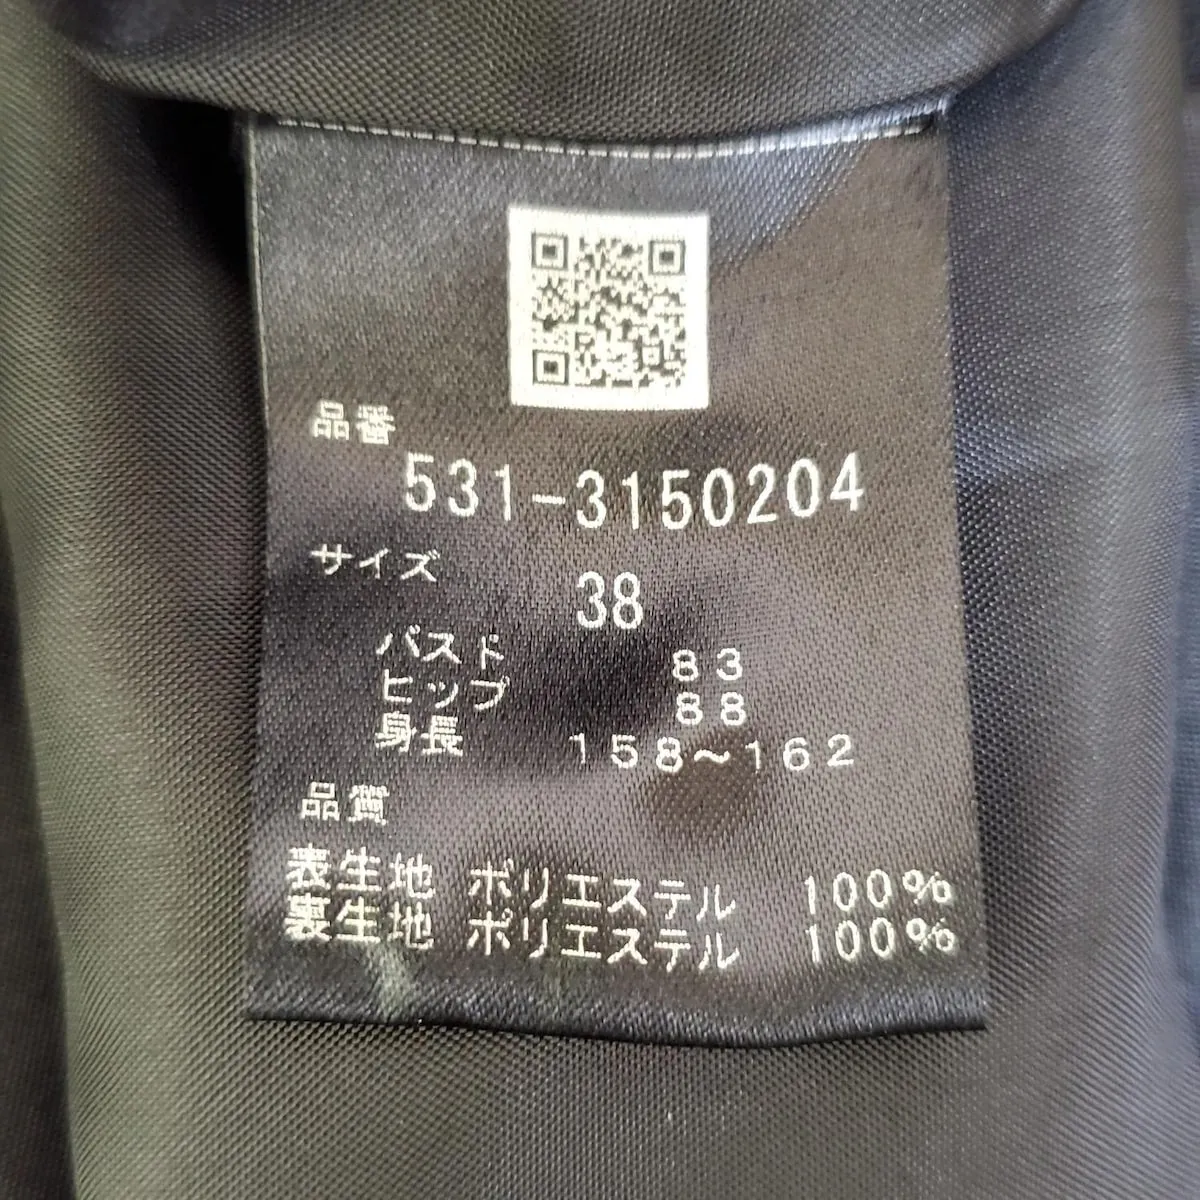 品番
531-3150204
サイズ 38
バスト 83
ヒップ 88
身長 158～162
品質
表生地 ポリエステル 100%
裏生地 ポリエステル 100%